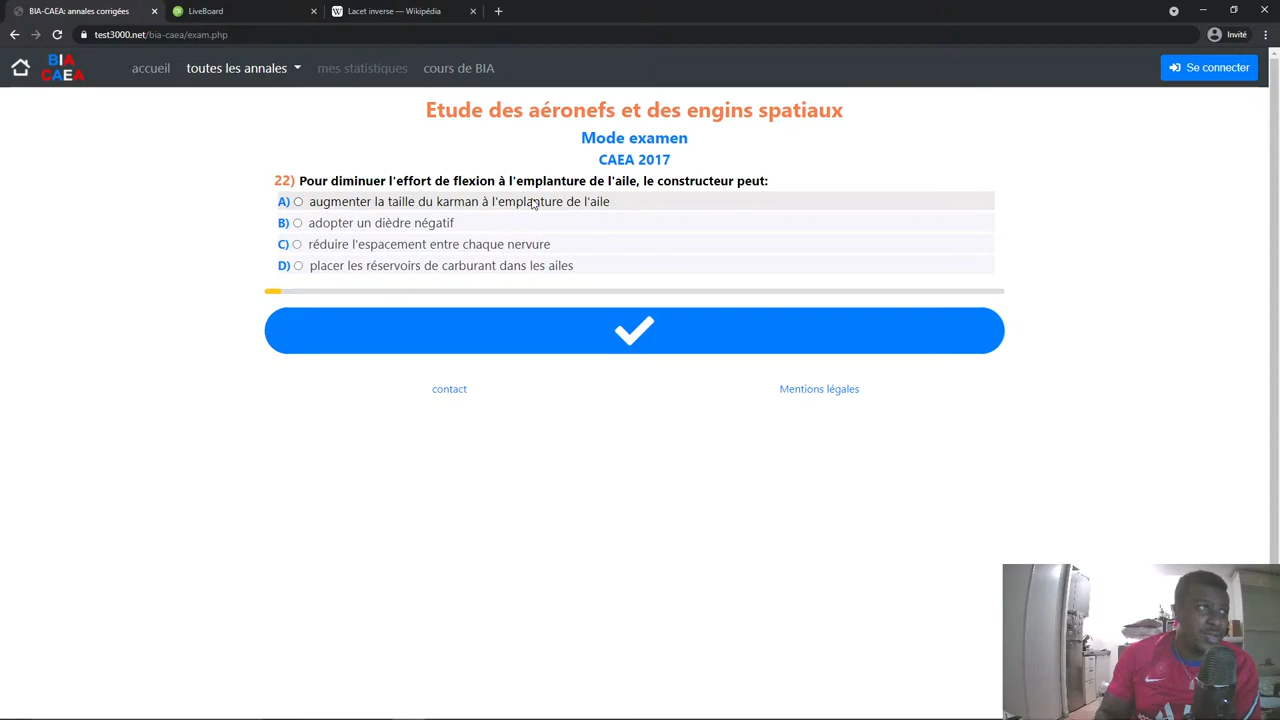 BIA-CAEA: annales corrigées
LiveBoard
W Lacet inverse — Wikipédia
test3000.net/bia-caea/exam.php
Invité
BIA
CAEA
accueil
toutes les annales
mes statistiques
cours de BIA
Se connecter
Etude des aéronefs et des engins spatiaux
Mode examen
CAEA 2017
22) Pour diminuer l'effort de flexion à l'emplanture de l'aile, le constructeur peut:
A) augmenter la taille du karman à l'emplanture de l'aile
B) adopter un dièdre négatif
C) réduire l'espacement entre chaque nervure
D) placer les réservoirs de carburant dans les ailes
contact
Mentions légales